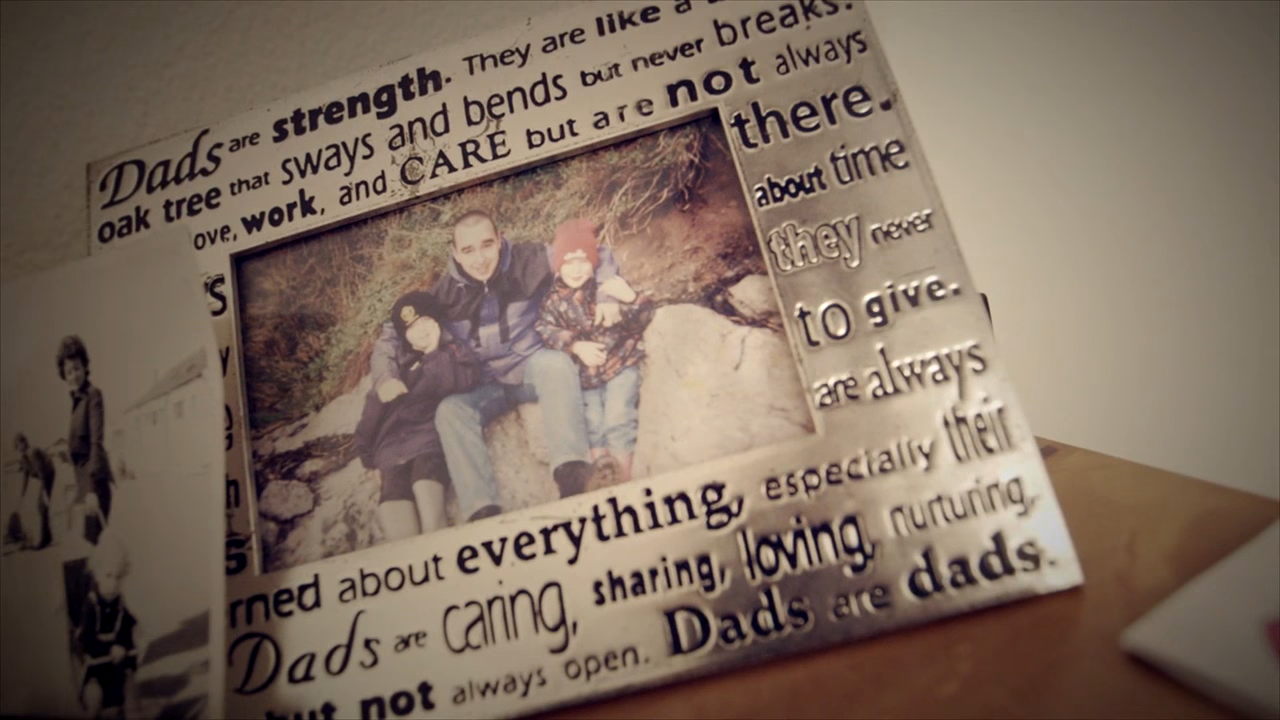 Dads are strength. They are like a
oak tree that sways and bends but never breaks.
ove, work, and CARE but are not always
there.
about time
they never
to give.
are always
s
rned about everything, especially their
Dads are caring, sharing, loving, nurturing,
but not always open. Dads are dads.